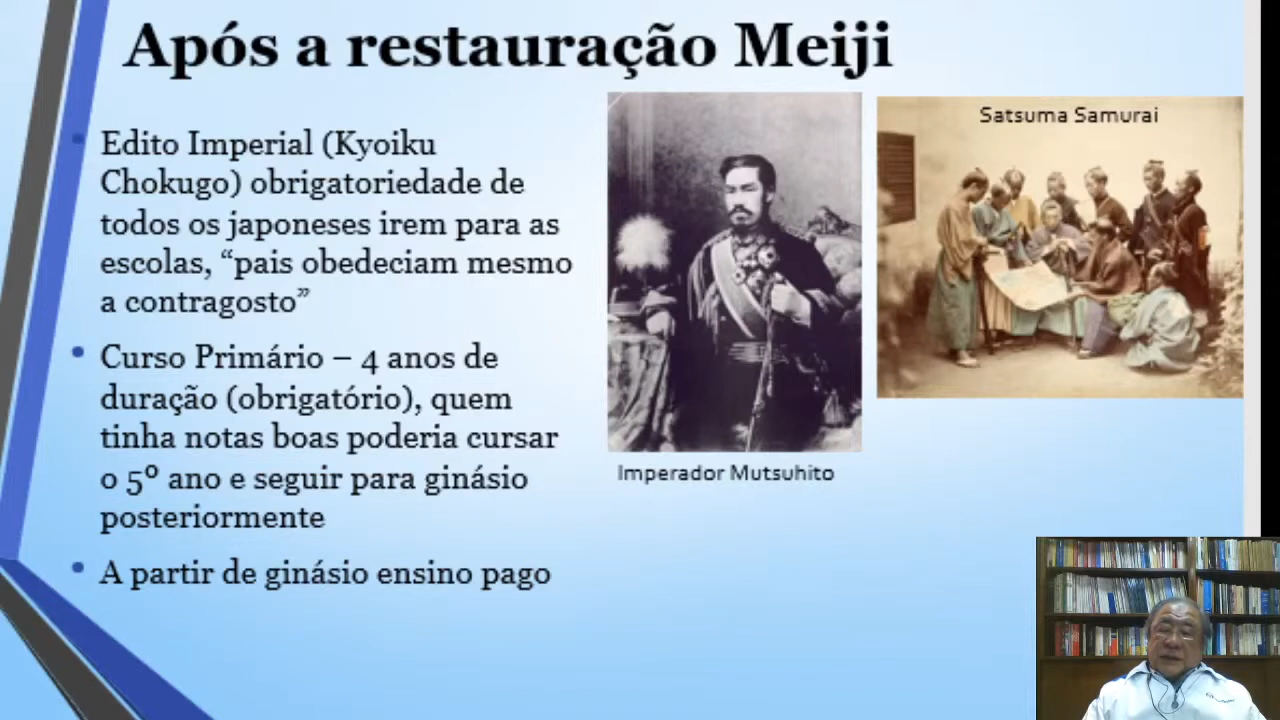 Após a restauração Meiji
Edito Imperial (Kyoiku
Chokugo) obrigatoriedade de
todos os japoneses irem para as
escolas, “pais obedeciam mesmo
a contragosto”
Curso Primário – 4 anos de
duração (obrigatório), quem
tinha notas boas poderia cursar
o 5º ano e seguir para ginásio
posteriormente
A partir de ginásio ensino pago
Imperador Mutsuhito
Satsuma Samurai